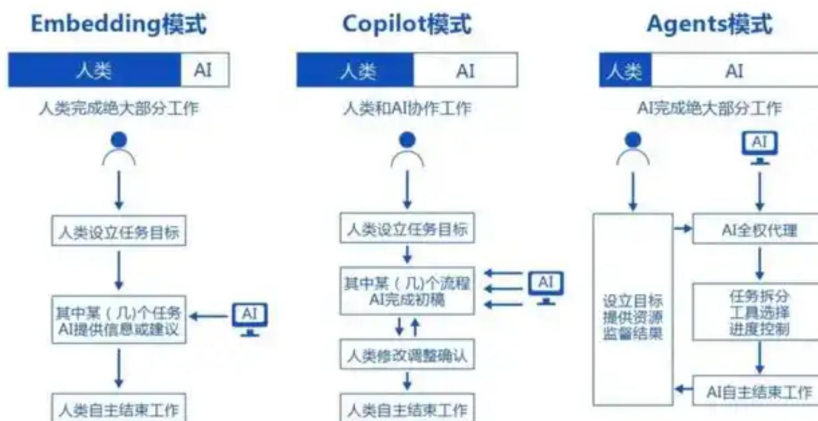 Embedding模式
人类
AI
人类完成绝大部分工作
人类设立任务目标
其中某（几）个任务
AI提供信息或建议
AI
人类自主结束工作
Copilot模式
人类
AI
人类和AI协作工作
人类设立任务目标
其中某（几）个流程
AI完成初稿
AI
人类修改调整确认
人类自主结束工作
Agents模式
人类
AI
AI完成绝大部分工作
AI
设立目标
提供资源
监督结果
AI全权代理
任务拆分
工具选择
进度控制
AI自主结束工作